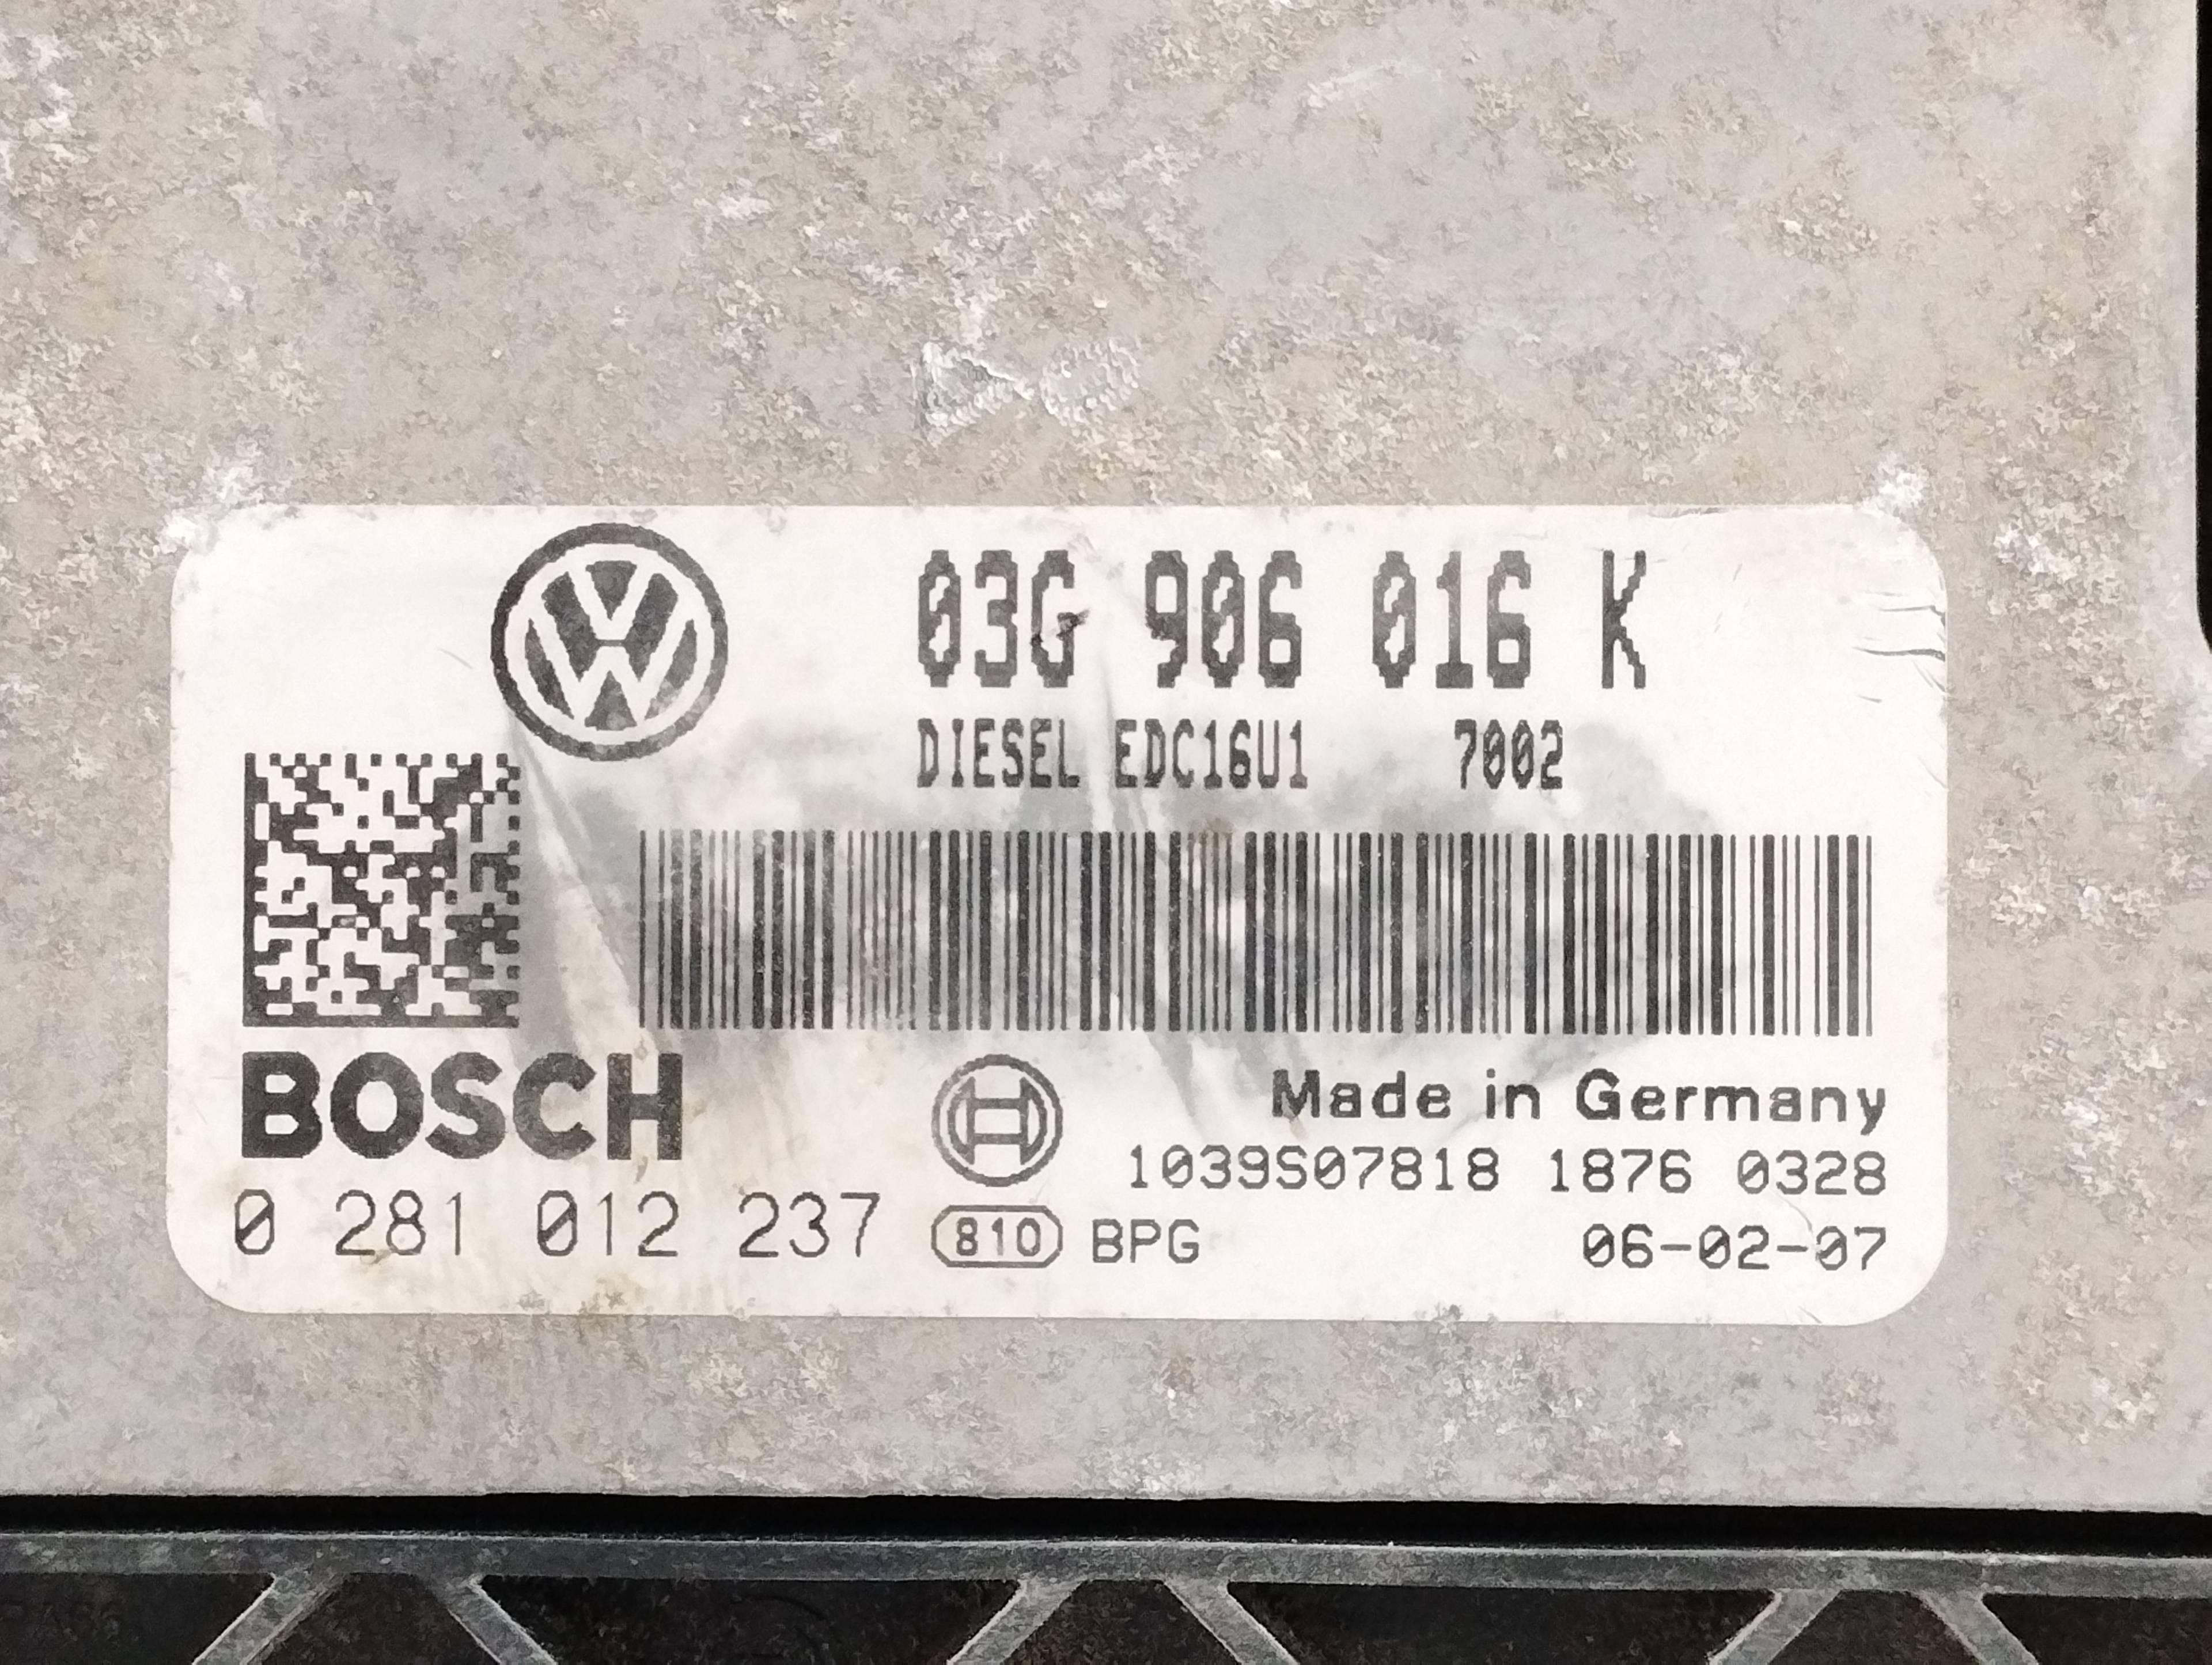 03G 906 016 K
DIESEL EDC16U1 7002
BOSCH
Made in Germany
1039S07818 1876 0328
0 281 012 237 810 BPG 06-02-07